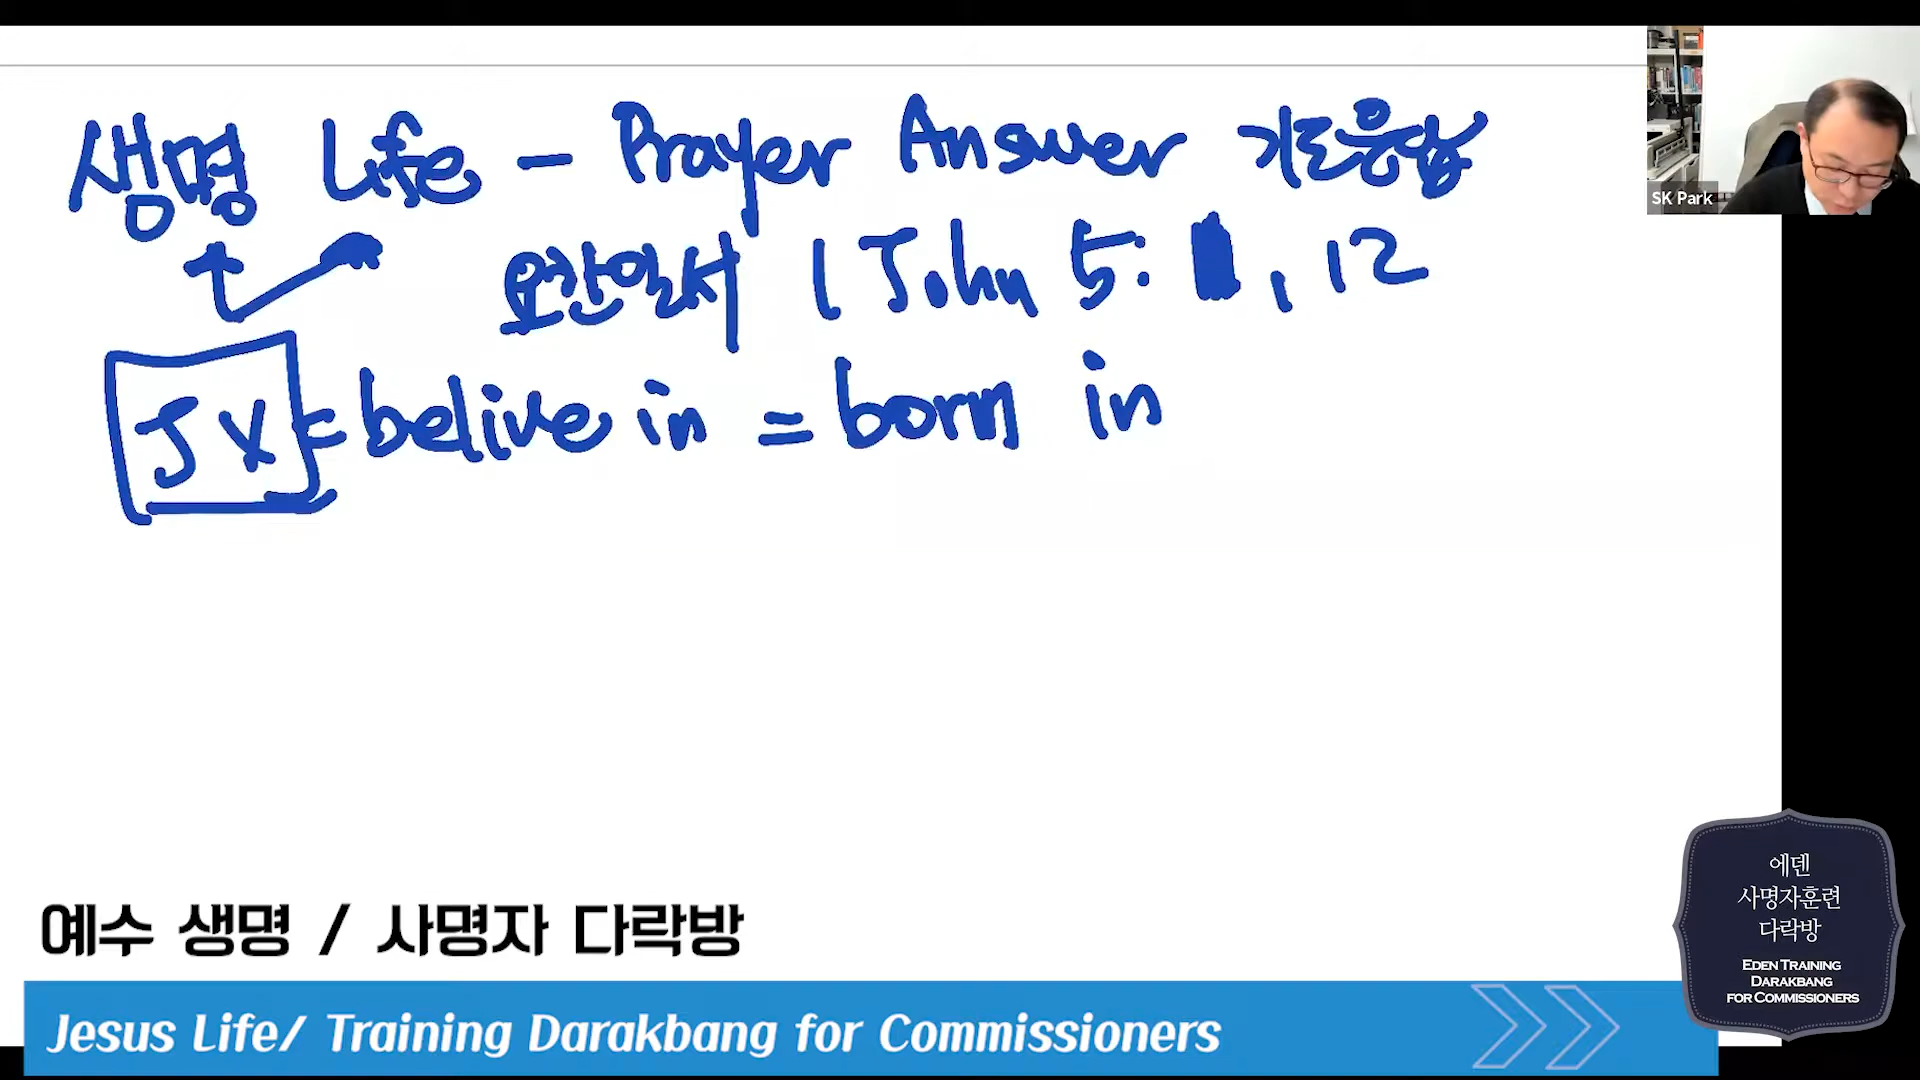 생명 Life - Prayer Answer 기도응답
요한일서 1 John 5: , 12
JX = belive in = born in
SK Park
예수 생명 / 사명자 다락방
Jesus Life/ Training Darakbang for Commissioners
에덴
사명자훈련
다락방
EDEN TRAINING
DARAKBANG
FOR COMMISSIONERS